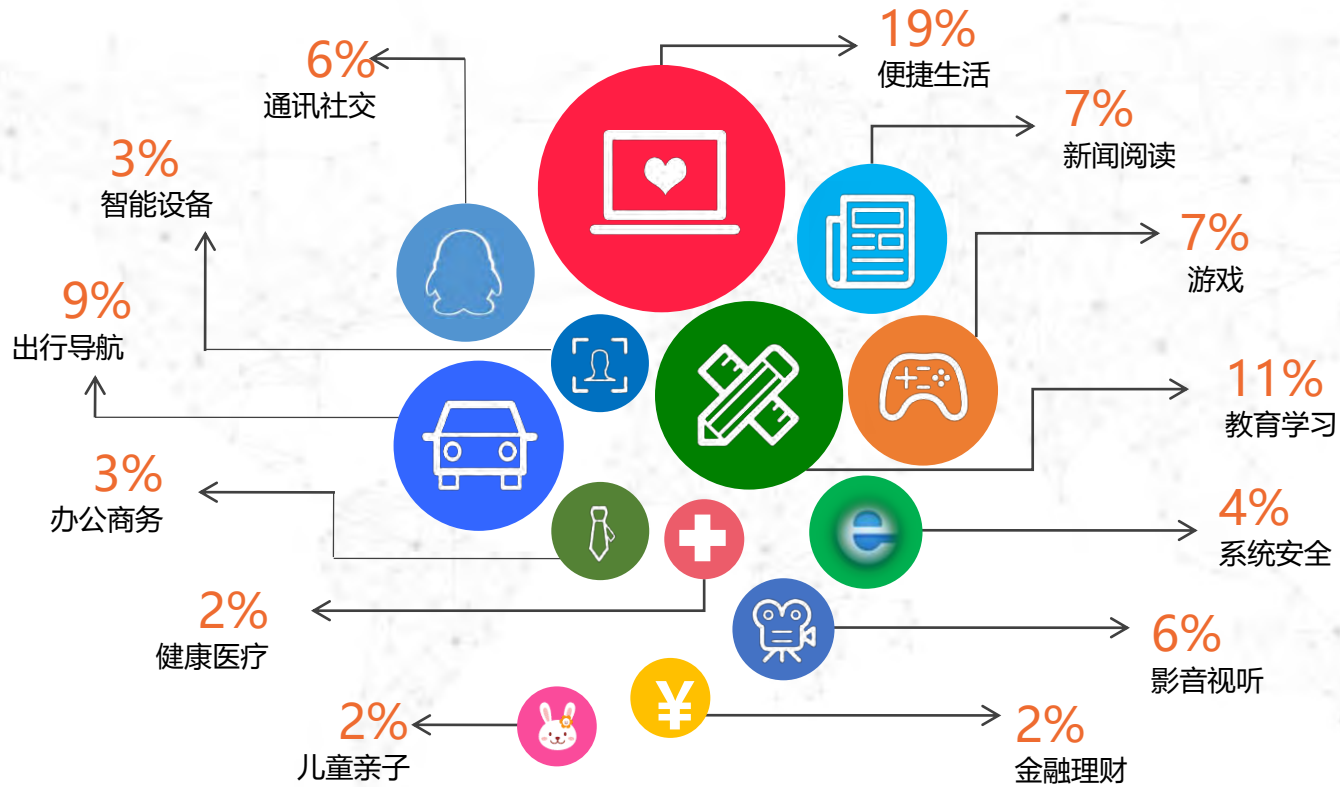 19%
便捷生活
6%
通讯社交
7%
新闻阅读
3%
智能设备
7%
游戏
9%
出行导航
11%
教育学习
3%
办公商务
4%
系统安全
2%
健康医疗
6%
影音视听
2%
儿童亲子
2%
金融理财